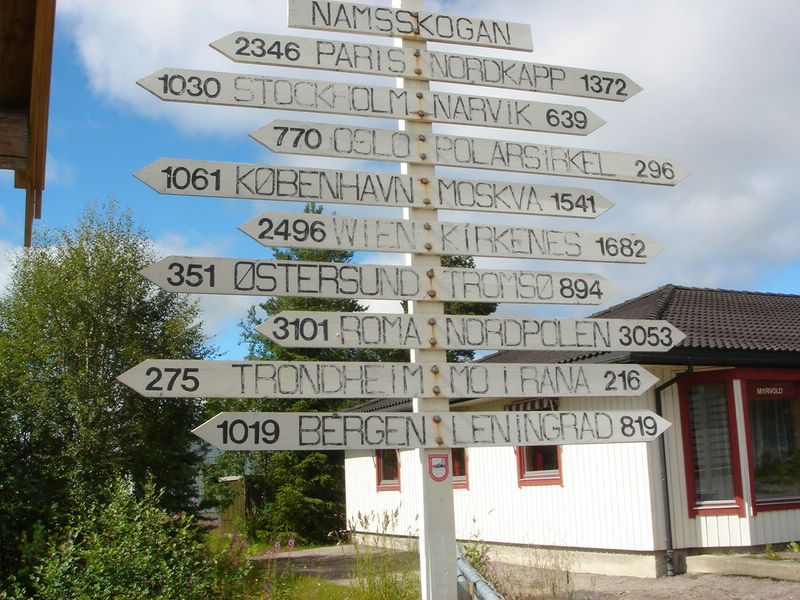 NAMSSKOGAN
2346 PARIS NORDKAPP 1372
1030 STOCKHOLM NARVIK 639
770 OSLO POLARSIRKEL 296
1061 KØBENHAVN MOSKVA 1541
2496 WIEN KIRKENES 1682
351 ØSTERSUND TROMSØ 894
3101 ROMA NORDPOLEN 3053
275 TRONDHEIM MO I RANA 216
1019 BERGEN LENINGRAD 819
MYRVOLD